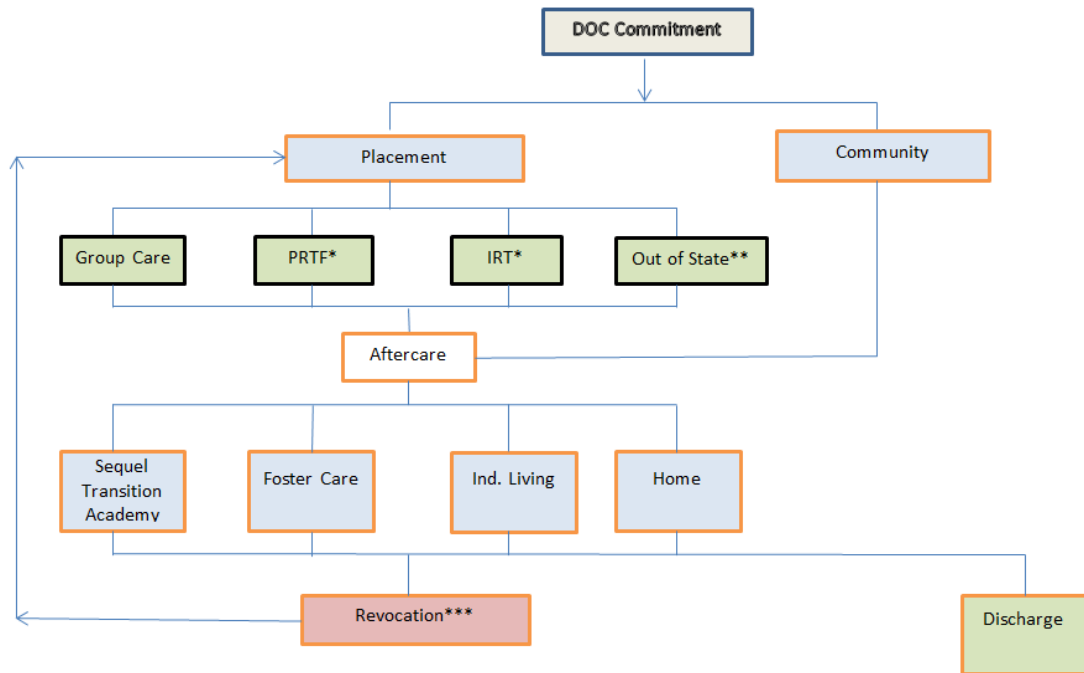 DOC Commitment
Placement
Community
Group Care
PRTF*
IRT*
Out of State**
Aftercare
Sequel
Transition
Academy
Foster Care
Ind. Living
Home
Revocation***
Discharge